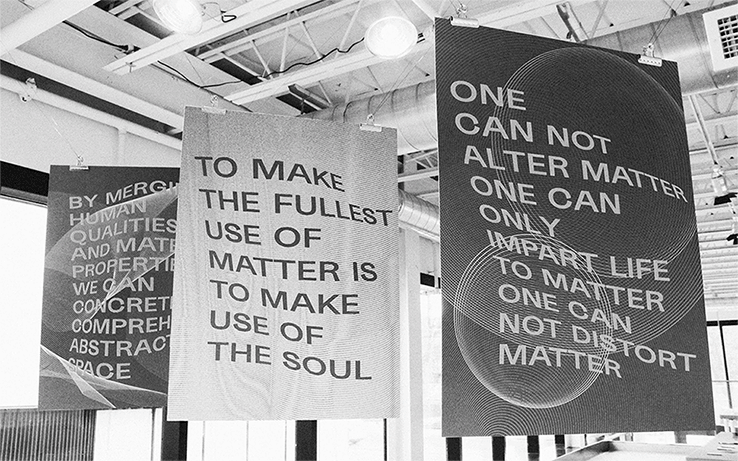 BY
HUMAN
QUALITIES
AND
WE CAN
ABSTRACT
SPACE
TO MAKE
THE FULLEST
USE OF
MATTER IS
TO MAKE
USE OF
THE SOUL
ONE
CAN NOT
ALTER MATTER
ONE CAN
ONLY
IMPART LIFE
TO MATTER
ONE CAN
NOT DISTORT
MATTER